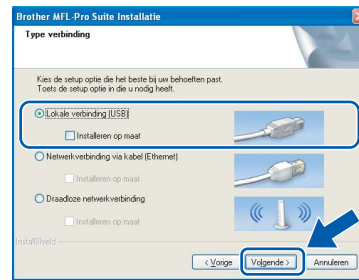 Brother MFL-Pro Suite Installatie
Type verbinding
Kies de setup optie die het beste bij uw behoeften past.
Toets de setup optie in die u nodig heeft.
Lokale verbinding (USB)
Installeren op maat
Netwerkverbinding via kabel (Ethernet)
Installeren op maat
Draadloze netwerkverbinding
Installeren op maat
InstallShield
< Vorige
Volgende >
Annuleren